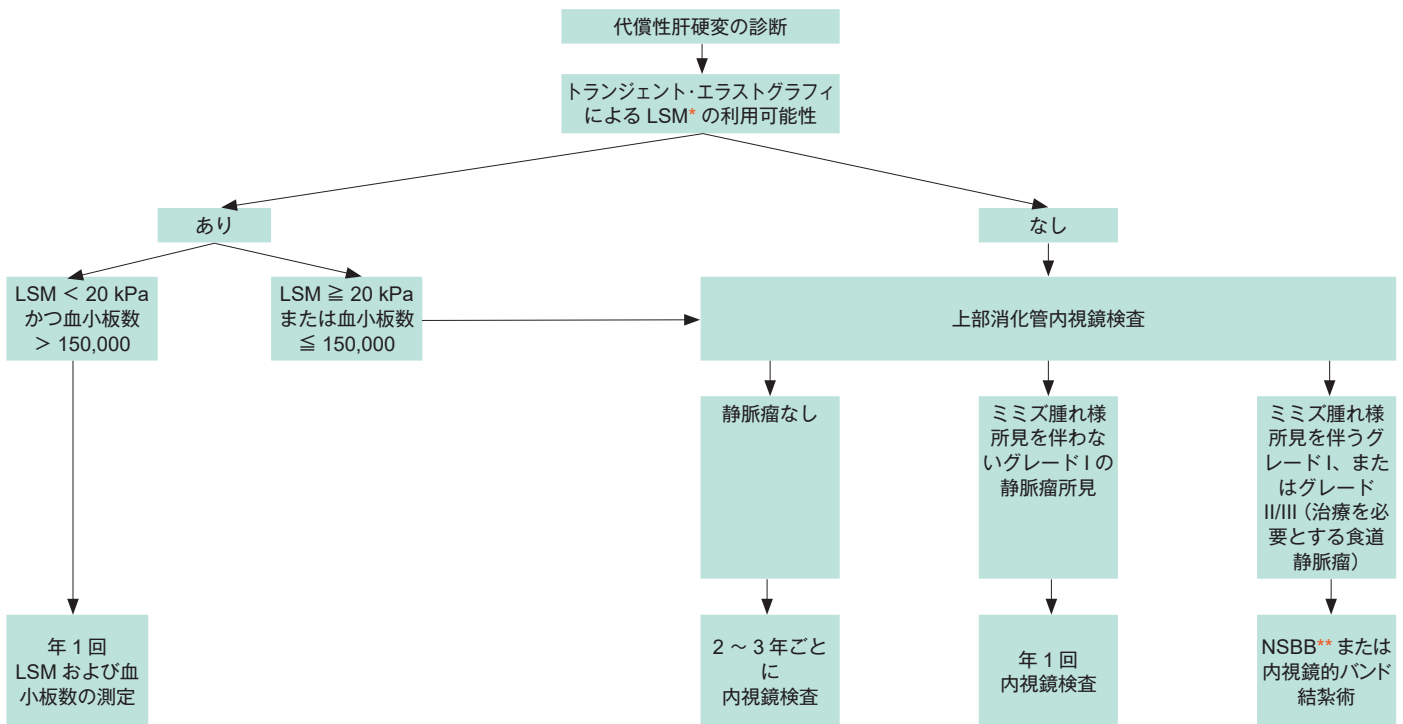 代償性肝硬変の診断
トランジェント・エラストグラフィ
による LSM* の利用可能性
あり
なし
LSM < 20 kPa
かつ血小板数
> 150,000
LSM ≧ 20 kPa
または血小板数
≦ 150,000
上部消化管内視鏡検査
静脈瘤なし
ミミズ腫れ様
所見を伴わな
いグレード I の
静脈瘤所見
ミミズ腫れ様
所見を伴うグ
レード I、また
はグレード
II/III（治療を必
要とする食道
静脈瘤）
年 1 回
LSM および血
小板数の測定
2 ～ 3 年ごと
に
内視鏡検査
年 1 回
内視鏡検査
NSBB** または
内視鏡的バンド
結紮術